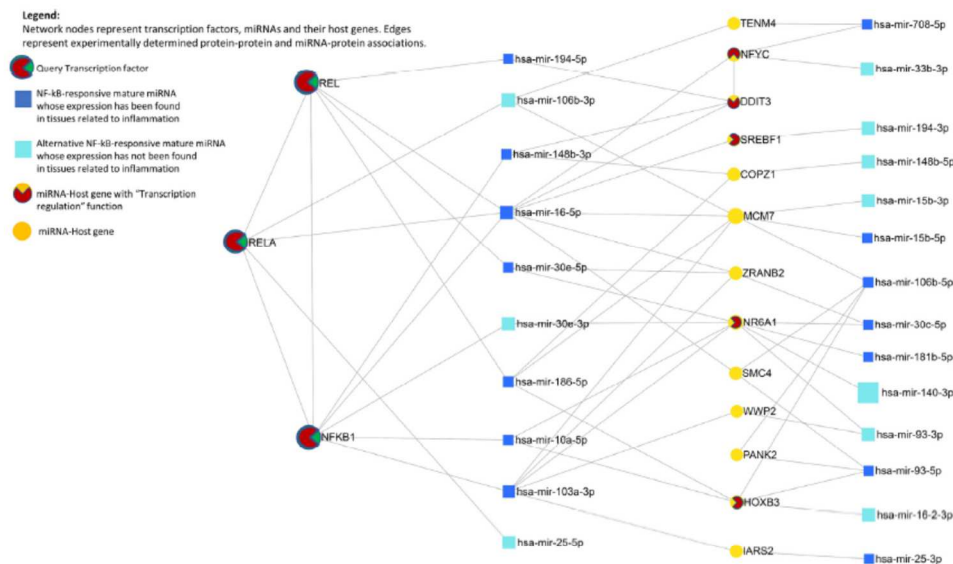 Legend:
Network nodes represent transcription factors, miRNAs and their host genes. Edges
represent experimentally determined protein-protein and miRNA-protein associations.
Query Transcription factor
NF-kB-responsive mature miRNA
whose expression has been found
in tissues related to inflammation
Alternative NF-kB-responsive mature miRNA
whose expression has not been found
in tissues related to inflammation
miRNA-Host gene with "Transcription
regulation" function
miRNA-Host gene
REL
RELA
NFKB1
hsa-mir-194-5p
hsa-mir-106b-3p
hsa-mir-148b-3p
hsa-mir-16-5p
hsa-mir-30e-5p
hsa-mir-30e-3p
hsa-mir-186-5p
hsa-mir-10a-5p
hsa-mir-103a-3p
hsa-mir-25-5p
TENM4
NFYC
DDIT3
SREBF1
COPZ1
MCM7
ZRANB2
NR6A1
SMC4
WWP2
PANK2
HOXB3
IARS2
hsa-mir-708-5p
hsa-mir-33b-3p
hsa-mir-194-3p
hsa-mir-148b-5p
hsa-mir-15b-3p
hsa-mir-15b-5p
hsa-mir-106b-5p
hsa-mir-30c-5p
hsa-mir-181b-5p
hsa-mir-140-3p
hsa-mir-93-3p
hsa-mir-93-5p
hsa-mir-16-2-3p
hsa-mir-25-3p